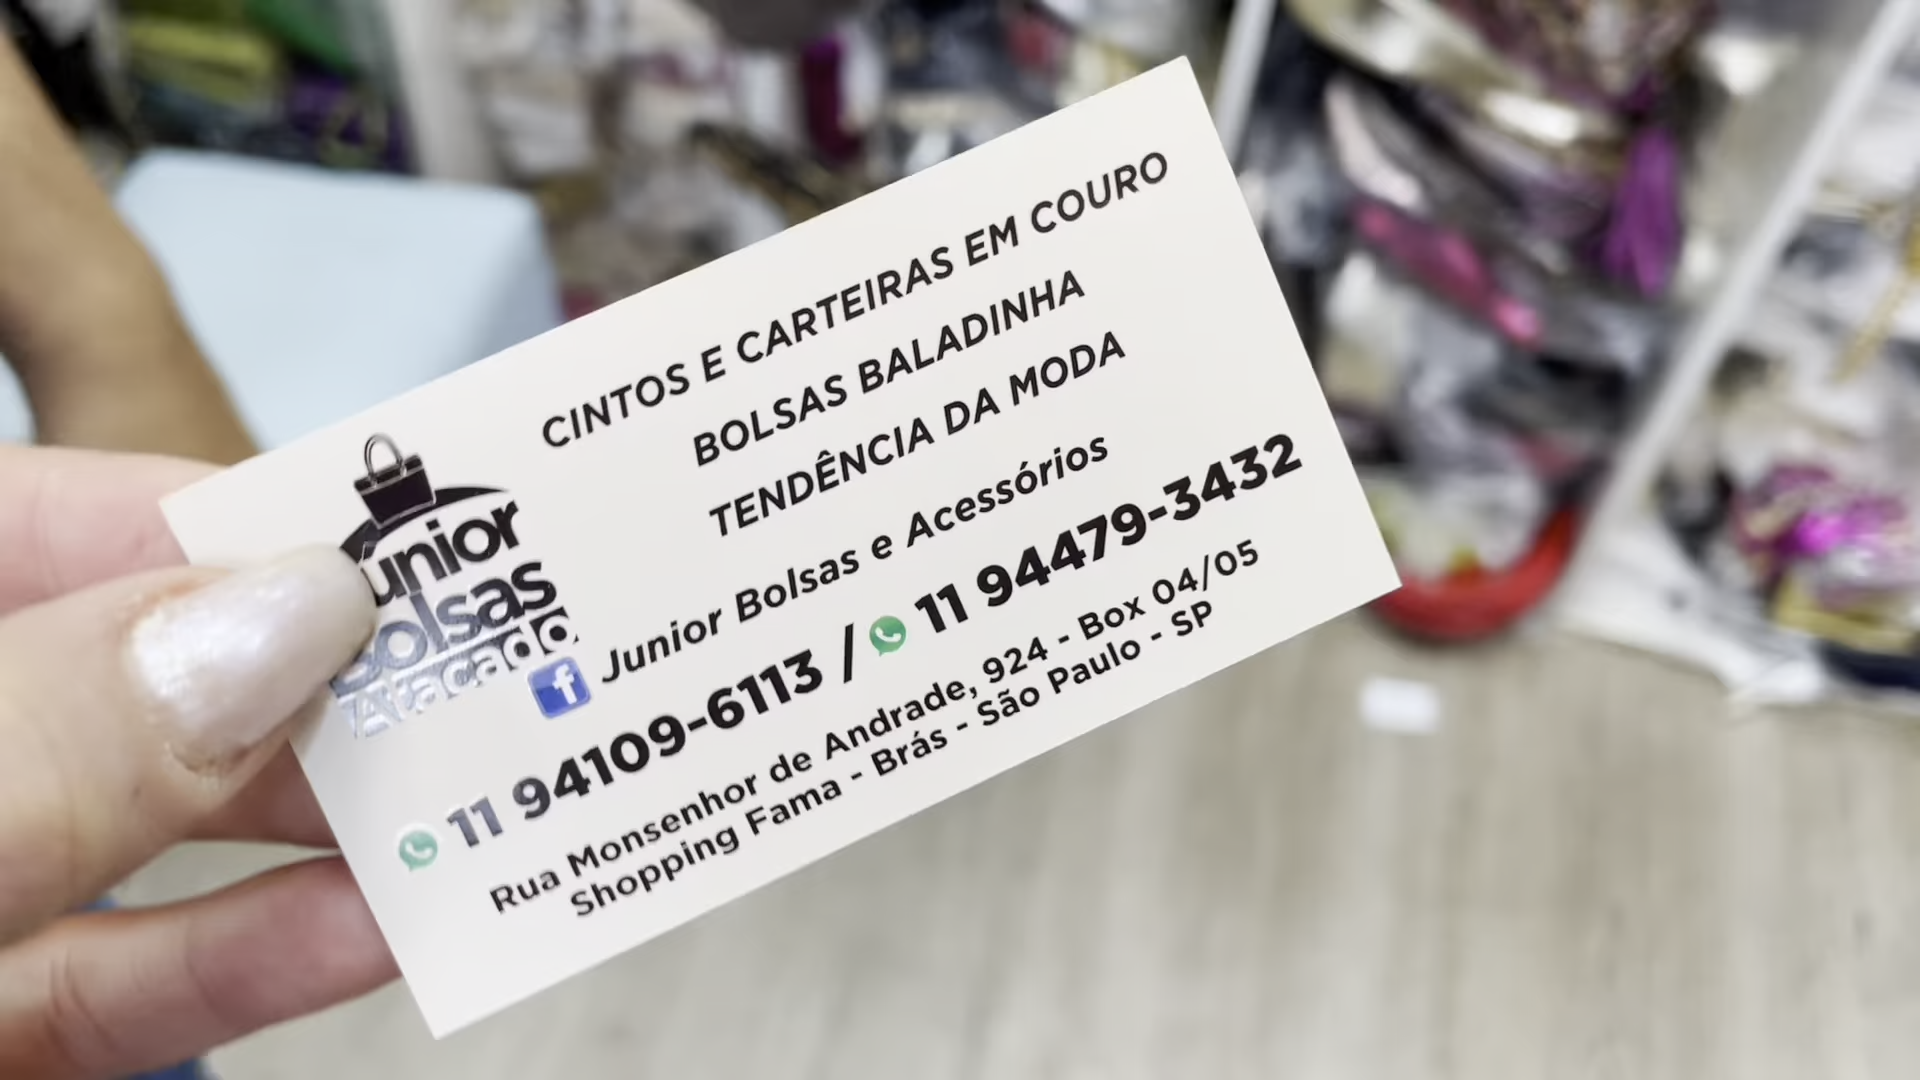 unior
Bolsas
Atacado
CINTOS E CARTEIRAS EM COURO
BOLSAS BALADINHA
TENDÊNCIA DA MODA
Junior Bolsas e Acessórios
11 94109-6113 / 11 94479-3432
Rua Monsenhor de Andrade, 924 - Box 04/05
Shopping Fama - Brás - São Paulo - SP